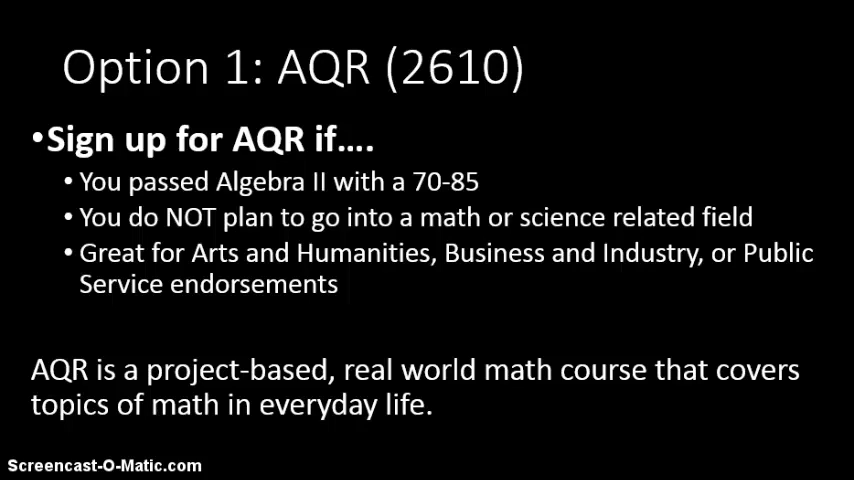 Option 1: AQR (2610)
•Sign up for AQR if....
• You passed Algebra II with a 70-85
• You do NOT plan to go into a math or science related field
• Great for Arts and Humanities, Business and Industry, or Public
Service endorsements
AQR is a project-based, real world math course that covers
topics of math in everyday life.
Screencast-O-Matic.com